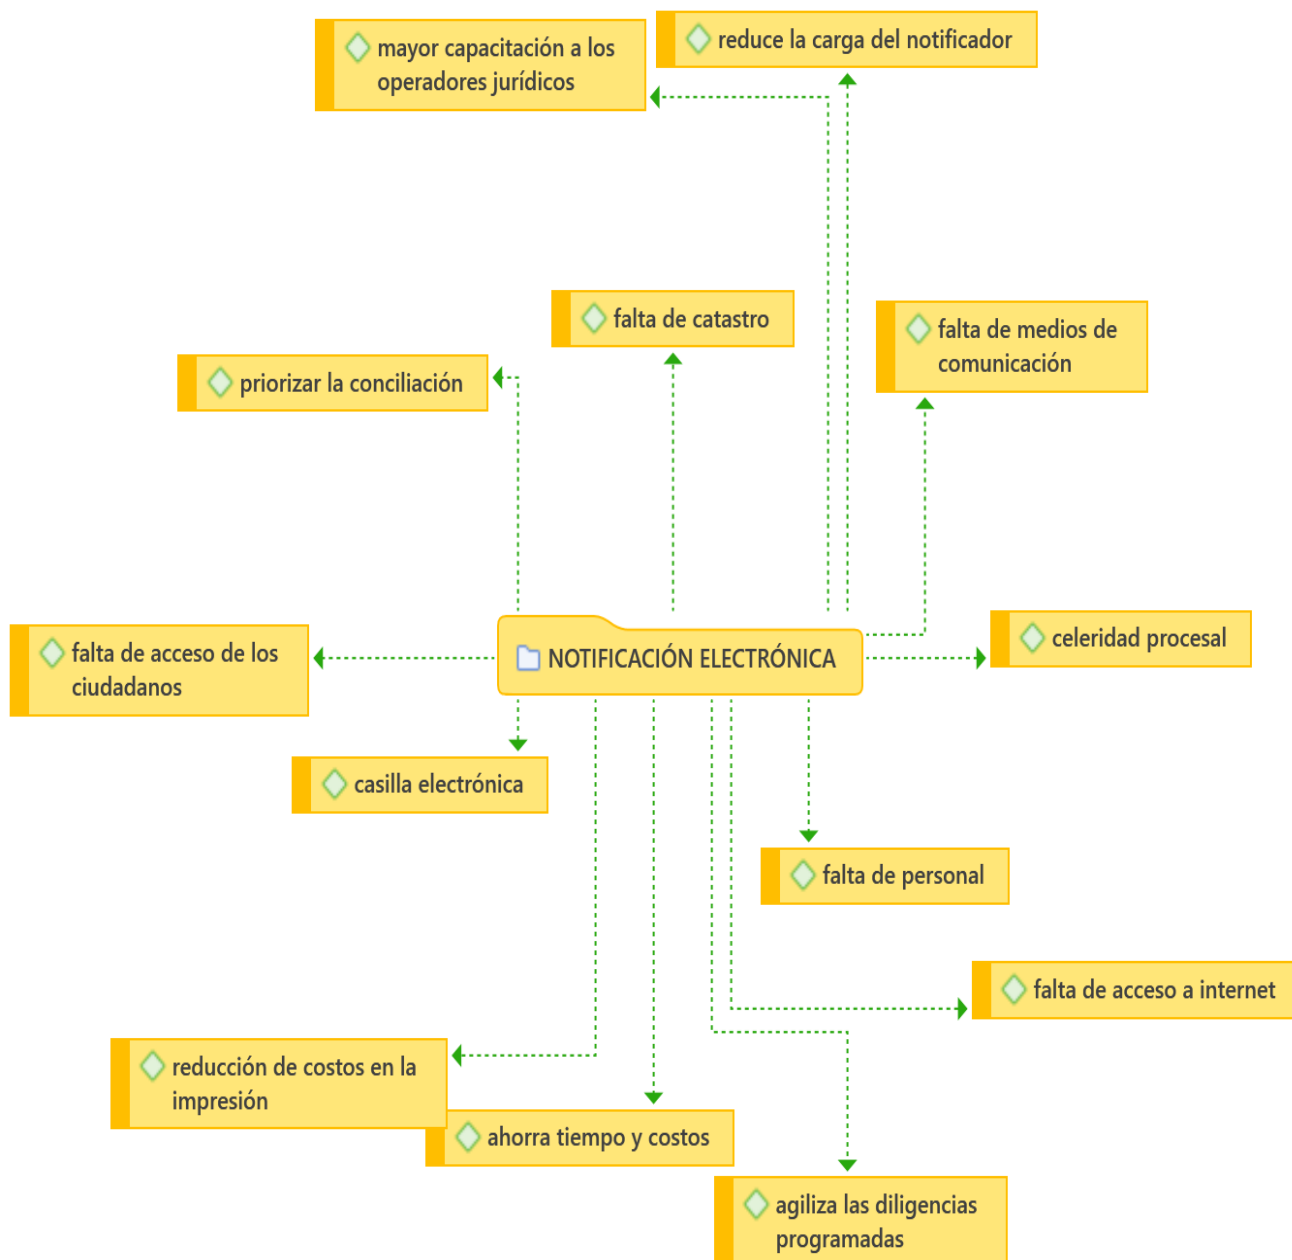 mayor capacitación a los
operadores jurídicos
reduce la carga del notificador
falta de catastro
falta de medios de
comunicación
priorizar la conciliación
falta de acceso de los
ciudadanos
NOTIFICACIÓN ELECTRÓNICA
celeridad procesal
casilla electrónica
falta de personal
falta de acceso a internet
reducción de costos en la
impresión
ahorra tiempo y costos
agiliza las diligencias
programadas